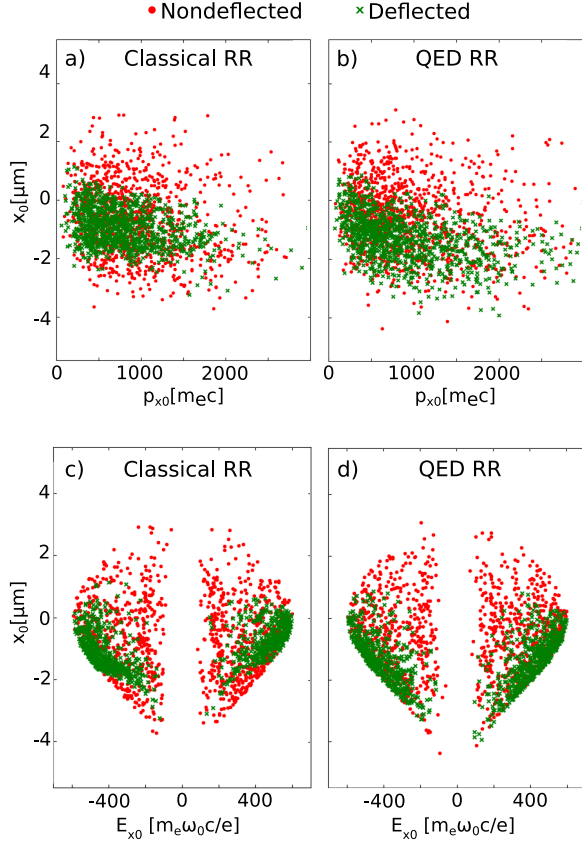 Nondeflected Deflected
a) Classical RR b) QED RR
4
2
0
-2
-4
x₀[μm]
0 1000 2000 0 1000 2000
pₓ₀[mₑc] pₓ₀[mₑc]
c) Classical RR d) QED RR
4
2
0
-2
-4
x₀[μm]
-400 0 400 -400 0 400
Eₓ₀ [mₑω₀c/e] Eₓ₀ [mₑω₀c/e]